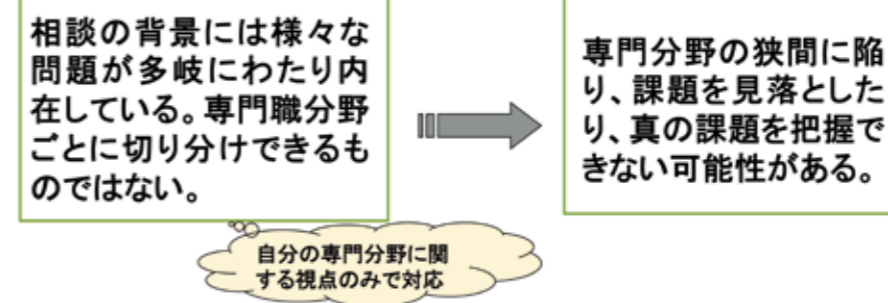 相談の背景には様々な
問題が多岐にわたり内
在している。専門職分野
ごとに切り分けできるも
のではない。
専門分野の狭間に陥
り、課題を見落とした
り、真の課題を把握で
きない可能性がある。
自分の専門分野に関
する視点のみで対応